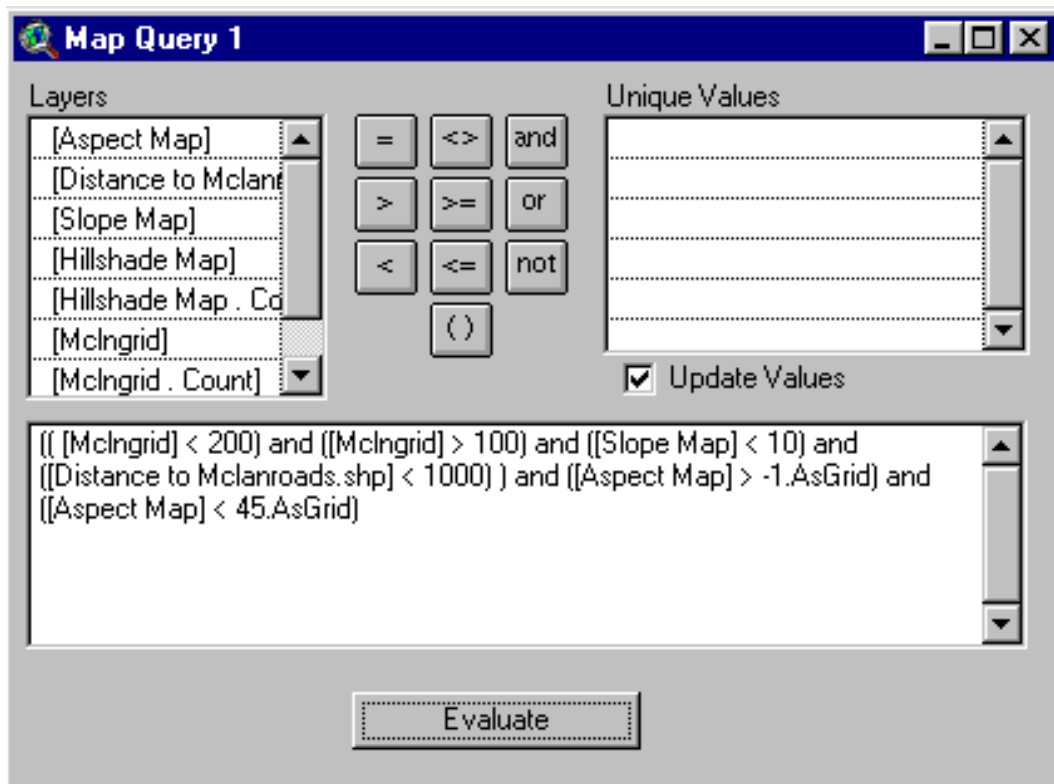 Map Query 1
Layers
Unique Values
[Aspect Map]
[Distance to Mclan
[Slope Map]
[Hillshade Map]
[Hillshade Map . Co
[Mclngrid]
[Mclngrid . Count]
= <> and
> >= or
< <= not
( )
Update Values
(( [Mclngrid] < 200) and ([Mclngrid] > 100) and ([Slope Map] < 10) and
([Distance to Mclanroads.shp] < 1000) ) and ([Aspect Map] > -1.AsGrid) and
([Aspect Map] < 45.AsGrid)
Evaluate